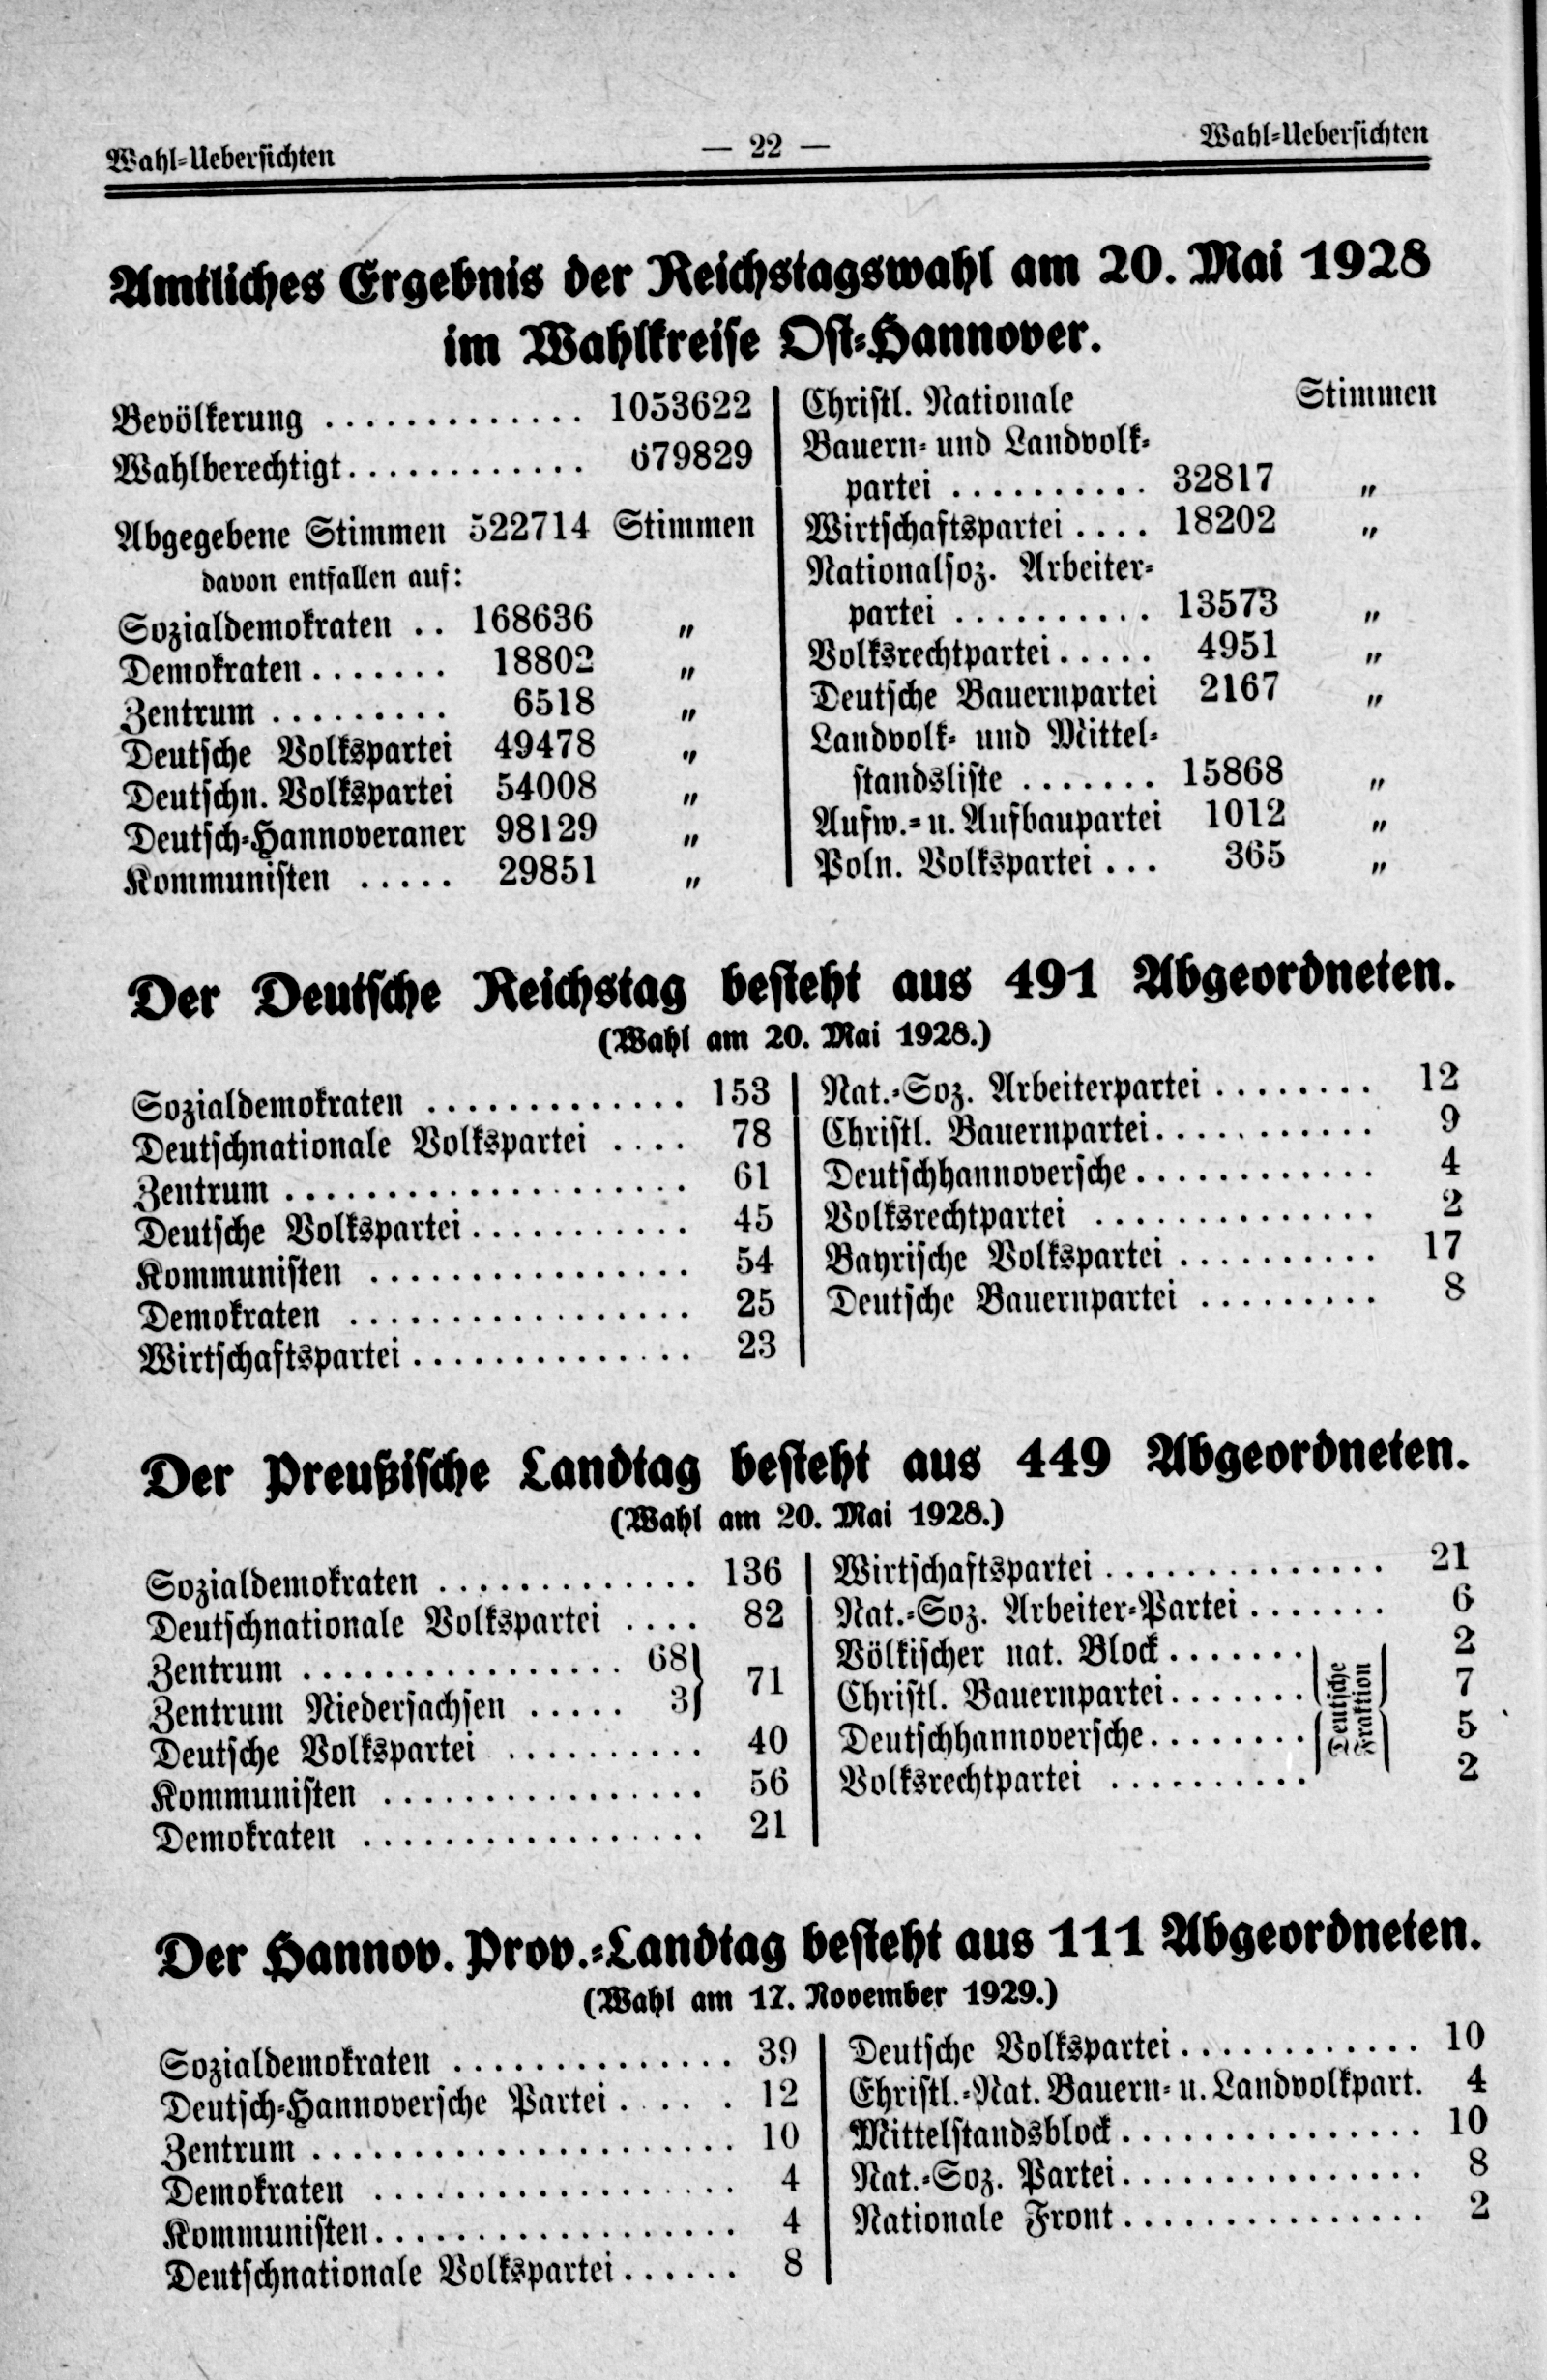 Wahl-Uebersichten — 22 — Wahl-Uebersichten
Amtliches Ergebnis der Reichstagswahl am 20. Mai 1928
im Wahlkreise Ost-Hannover.
Bevölkerung ............. 1053622
Wahlberechtigt............ 679829
Abgegebene Stimmen 522714 Stimmen
davon entfallen auf:
Sozialdemokraten .. 168636 "
Demokraten....... 18802 "
Zentrum ......... 6518 "
Deutsche Volkspartei 49478 "
Deutschn. Volkspartei 54008 "
Deutsch-Hannoveraner 98129 "
Kommunisten ..... 29851 "
Christl. Nationale Stimmen
Bauern- und Landvolk-
partei .......... 32817 "
Wirtschaftspartei .... 18202 "
Nationalsoz. Arbeiter-
partei .......... 13573 "
Volksrechtpartei ..... 4951 "
Deutsche Bauernpartei 2167 "
Landvolk- und Mittel-
standsliste ....... 15868 "
Aufw.- u. Aufbaupartei 1012 "
Poln. Volkspartei ... 365 "
Der Deutsche Reichstag besteht aus 491 Abgeordneten.
(Wahl am 20. Mai 1928.)
Sozialdemokraten ............. 153
Deutschnationale Volkspartei .... 78
Zentrum .................... 61
Deutsche Volkspartei........... 45
Kommunisten ................ 54
Demokraten ................. 25
Wirtschaftspartei .............. 23
Nat.-Soz. Arbeiterpartei ........ 12
Christl. Bauernpartei........... 9
Deutschhannoversche............ 4
Volksrechtpartei .............. 2
Bayrische Volkspartei .......... 17
Deutsche Bauernpartei ......... 8
Der Preußische Landtag besteht aus 449 Abgeordneten.
(Wahl am 20. Mai 1928.)
Sozialdemokraten ............. 136
Deutschnationale Volkspartei .... 82
Zentrum ................ 68} 71
Zentrum Niedersachsen ..... 3}
Deutsche Volkspartei .......... 40
Kommunisten ................ 56
Demokraten ................. 21
Wirtschaftspartei .............. 21
Nat.-Soz. Arbeiter-Partei ....... 6
Völkischer nat. Block....... 2
Christl. Bauernpartei....... 7
Deutschhannoversche........ 5
Volksrechtpartei .......... 2
Deutsche
Fraktion
Der Hannov. Prov.-Landtag besteht aus 111 Abgeordneten.
(Wahl am 17. November 1929.)
Sozialdemokraten .............. 39
Deutsch-Hannoversche Partei ..... 12
Zentrum ..................... 10
Demokraten .................. 4
Kommunisten.................. 4
Deutschnationale Volkspartei ...... 8
Deutsche Volkspartei............ 10
Christl.-Nat. Bauern- u. Landvolkpart. 4
Mittelstandsblock ............... 10
Nat.-Soz. Partei............... 8
Nationale Front............... 2